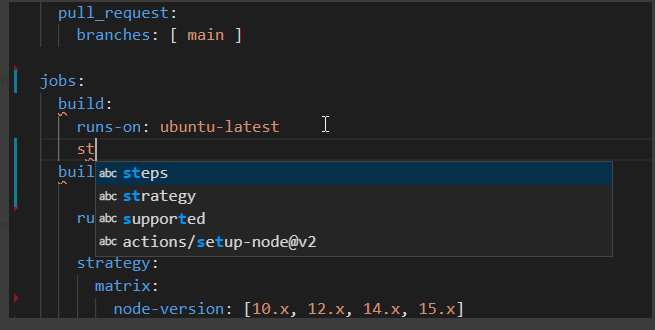 pull_request:
branches: [ main ]
jobs:
build:
runs-on: ubuntu-latest
st
buil
abc steps
abc strategy
abc supported
ru
abc actions/setup-node@v2
strategy:
matrix:
node-version: [10.x, 12.x, 14.x, 15.x]